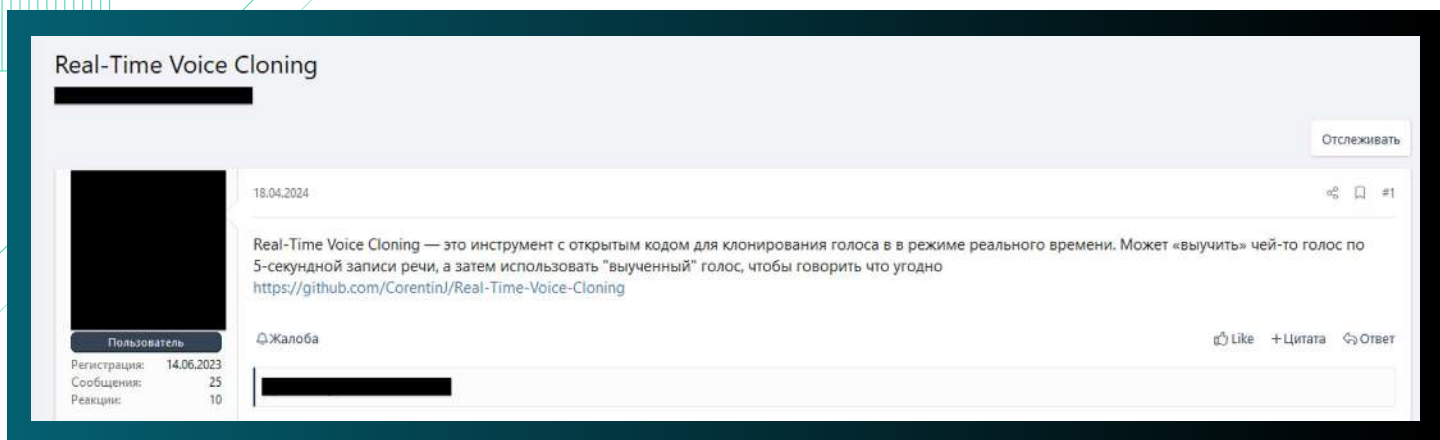 Real-Time Voice Cloning
Отслеживать
18.04.2024
#1
Real-Time Voice Cloning — это инструмент с открытым кодом для клонирования голоса в в режиме реального времени. Может «выучить» чей-то голос по
5-секундной записи речи, а затем использовать "выученный" голос, чтобы говорить что угодно
https://github.com/CorentinJ/Real-Time-Voice-Cloning
Пользователь
Регистрация: 14.06.2023
Сообщения: 25
Реакции: 10
Жалоба
Like +Цитата Ответ